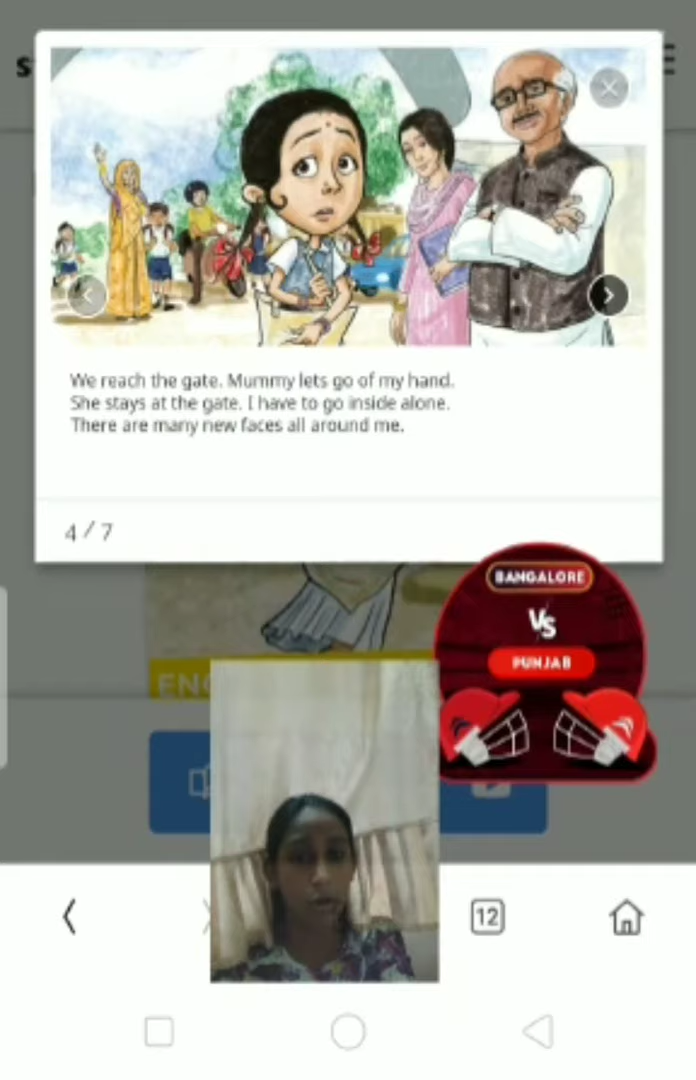 We reach the gate. Mummy lets go of my hand.
She stays at the gate. I have to go inside alone.
There are many new faces all around me.
4 / 7
BANGALORE
VS
PUNJAB
12